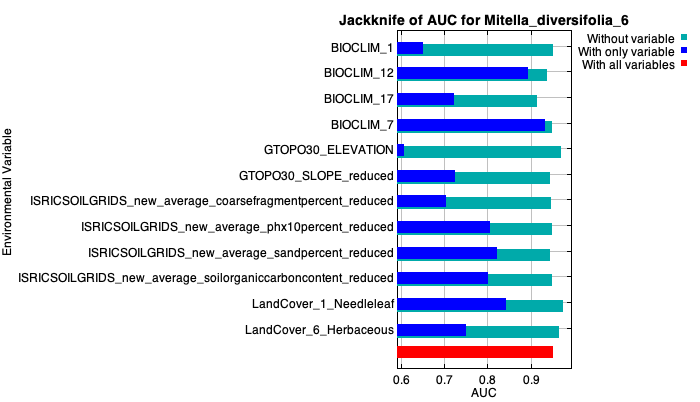 Jackknife of AUC for Mitella_diversifolia_6
Without variable
With only variable
With all variables
Environmental Variable
BIOCLIM_1
BIOCLIM_12
BIOCLIM_17
BIOCLIM_7
GTOPO30_ELEVATION
GTOPO30_SLOPE_reduced
ISRICSOILGRIDS_new_average_coarsefragmentpercent_reduced
ISRICSOILGRIDS_new_average_phx10percent_reduced
ISRICSOILGRIDS_new_average_sandpercent_reduced
ISRICSOILGRIDS_new_average_soilorganiccarboncontent_reduced
LandCover_1_Needleleaf
LandCover_6_Herbaceous
0.6 0.7 0.8 0.9
AUC